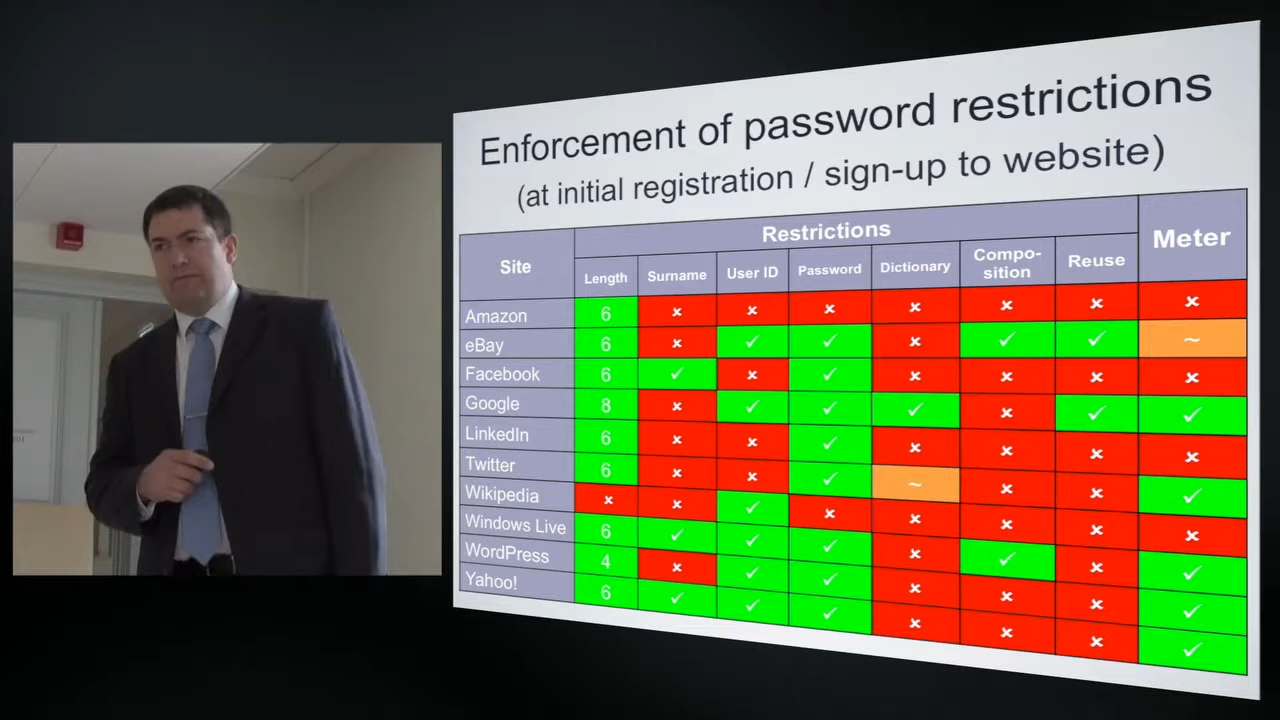 Enforcement of password restrictions
(at initial registration / sign-up to website)
Site Restrictions Meter
Length Surname User ID Password Dictionary Compo-sition Reuse
Amazon 6 × × × × × × ×
eBay 6 × ✓ ✓ × ✓ ✓ ~
Facebook 6 ✓ × ✓ × × × ×
Google 8 × ✓ ✓ ✓ × ✓ ✓
LinkedIn 6 × × ✓ × × × ×
Twitter 6 × × ✓ ~ × × ✓
Wikipedia × × ✓ × × × × ×
Windows Live 6 ✓ ✓ ✓ × ✓ × ✓
WordPress 4 × ✓ ✓ × × × ✓
Yahoo! 6 ✓ ✓ ✓ × × × ✓